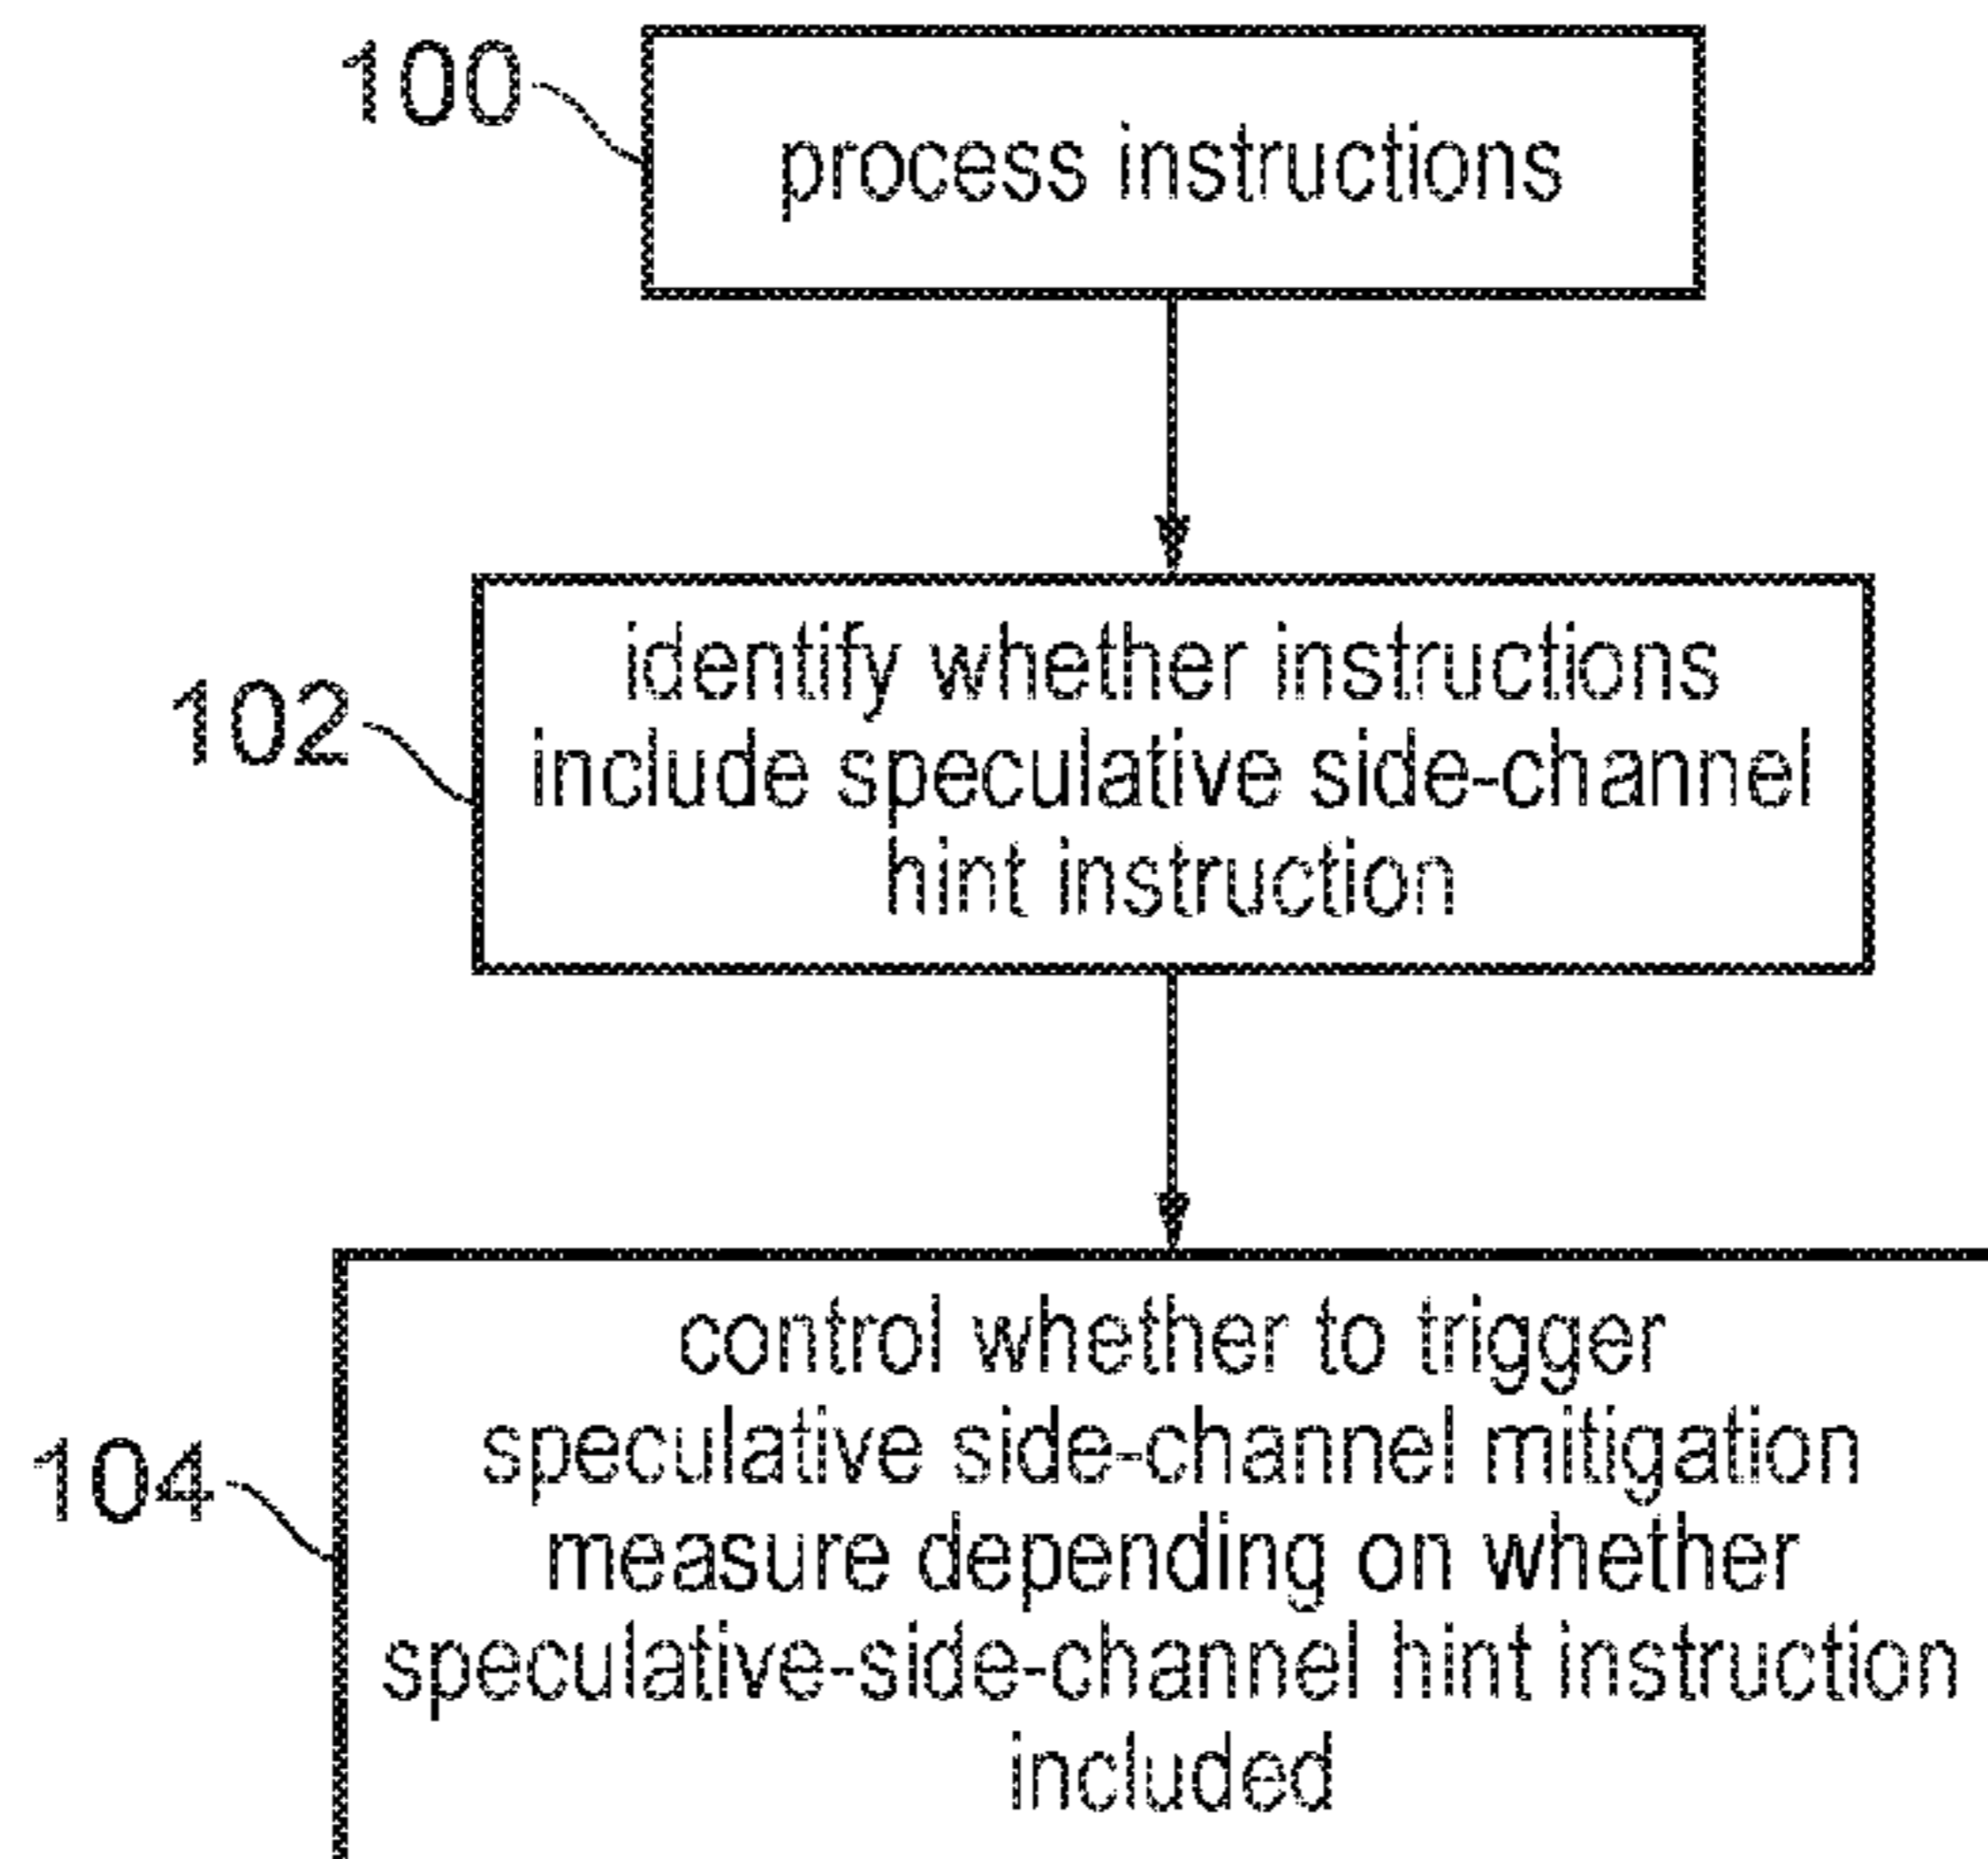 100
process instructions
102
identify whether instructions
include speculative side-channel
hint instruction
104
control whether to trigger
speculative side-channel mitigation
measure depending on whether
speculative-side-channel hint instruction
included